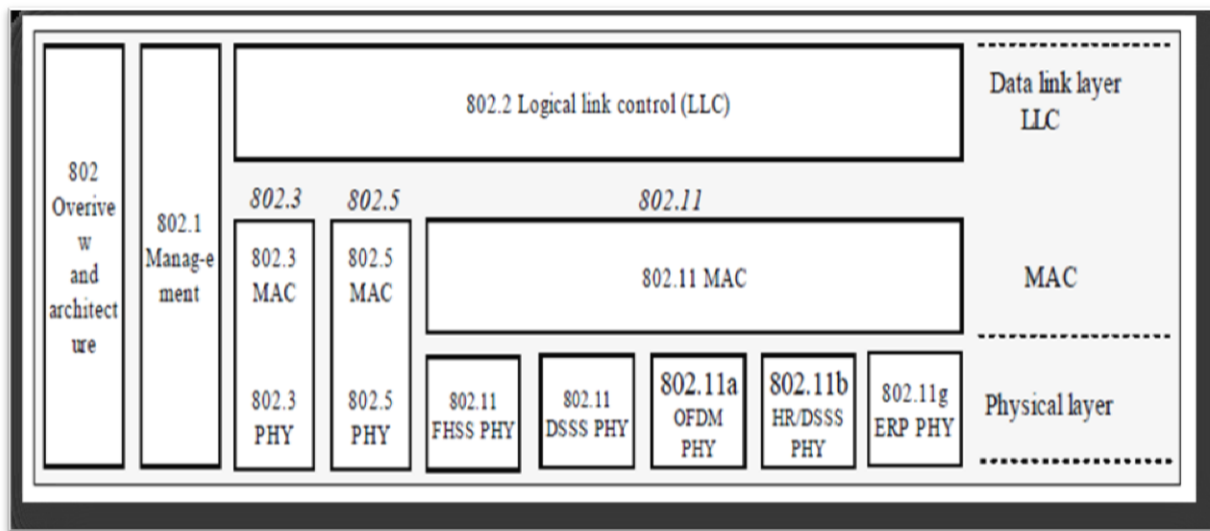 802
Overive
w
and
architect
ure
802.1
Manag-e
ment
802.2 Logical link control (LLC)
Data link layer
LLC
802.3
802.5
802.11
802.3
MAC
802.5
MAC
802.11 MAC
MAC
802.3
PHY
802.5
PHY
802.11
FHSS PHY
802.11
DSSS PHY
802.11a
OFDM
PHY
802.11b
HR/DSSS
PHY
802.11g
ERP PHY
Physical layer